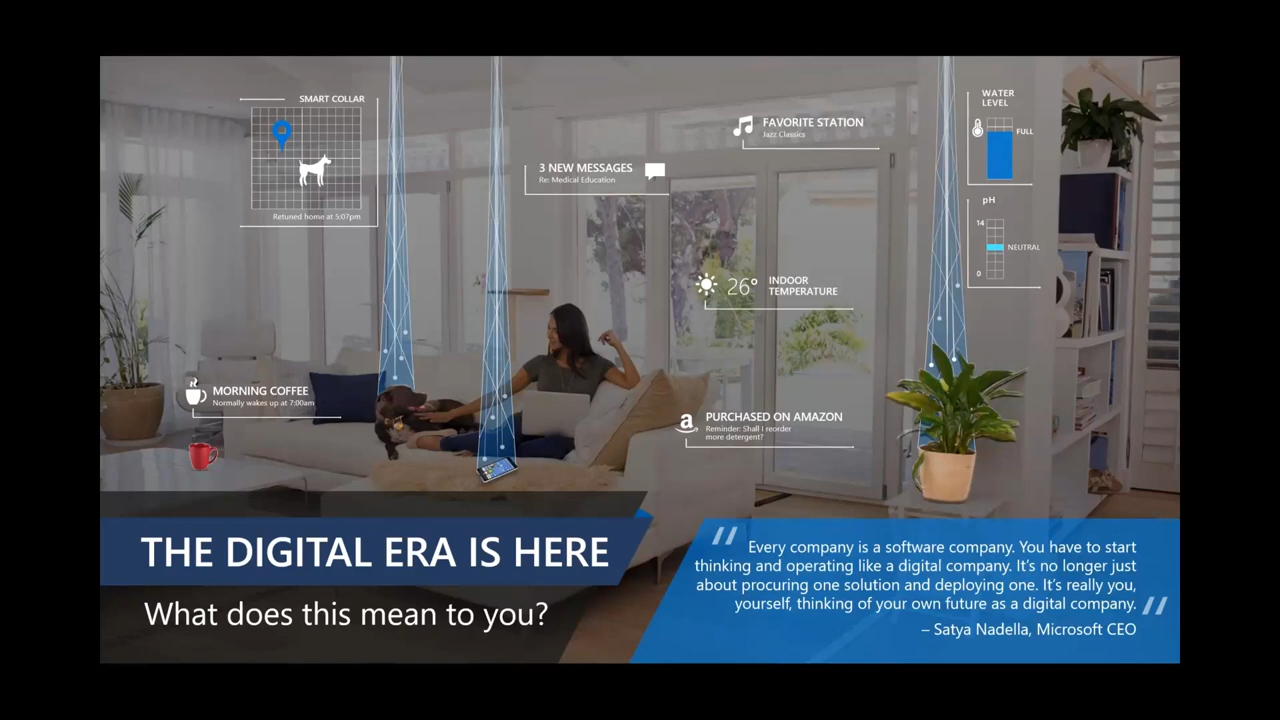 SMART COLLAR
Retuned home at 5:07pm
3 NEW MESSAGES
Re: Medical Education
FAVORITE STATION
Jazz Classics
WATER
LEVEL
FULL
pH
14
NEUTRAL
0
26° INDOOR
TEMPERATURE
MORNING COFFEE
Normally wakes up at 7:00am
a PURCHASED ON AMAZON
Reminder: Shall I reorder
more detergent?
THE DIGITAL ERA IS HERE
What does this mean to you?
" Every company is a software company. You have to start
thinking and operating like a digital company. It's no longer just
about procuring one solution and deploying one. It's really you,
yourself, thinking of your own future as a digital company. "
– Satya Nadella, Microsoft CEO